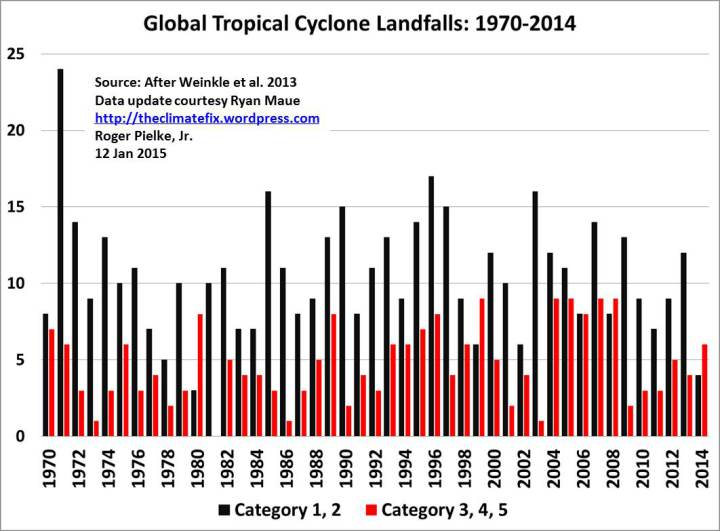 Global Tropical Cyclone Landfalls: 1970-2014
25
Source: After Weinkle et al. 2013
Data update courtesy Ryan Maue
http://theclimatefix.wordpress.com
Roger Pielke, Jr.
12 Jan 2015
20
15
10
5
0
1970 1972 1974 1976 1978 1980 1982 1984 1986 1988 1990 1992 1994 1996 1998 2000 2002 2004 2006 2008 2010 2012 2014
Category 1, 2 Category 3, 4, 5